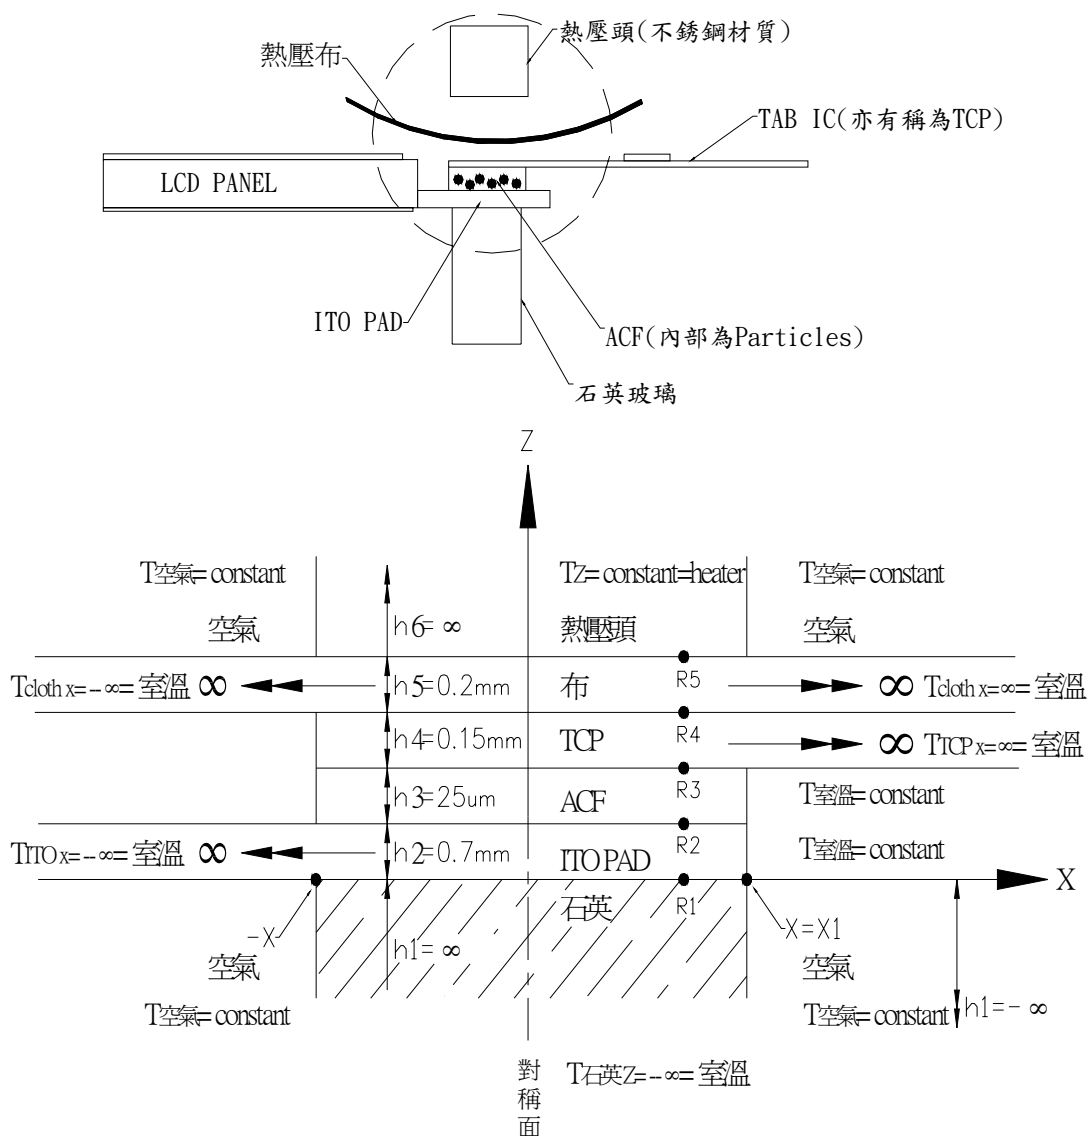 熱壓頭(不銹鋼材質)
熱壓布
TAB IC(亦有稱為TCP)
LCD PANEL
ITO PAD
ACF(內部為Particles)
石英玻璃
Z
T空氣= constant
TZ= constant=heater
T空氣= constant
空氣
h6= ∞
熱壓頭
空氣
Tcloth x= -∞= 室溫 ∞
h5=0.2mm
布
R5
∞ Tcloth x= ∞= 室溫
h4=0.15mm
TCP
R4
∞ TTCP x= ∞= 室溫
h3=25um
ACF
R3
T室溫= constant
TITO x= -∞= 室溫 ∞
h2=0.7mm
ITO PAD
R2
T室溫= constant
X
石英
R1
-X
h1= ∞
X=X1
空氣
空氣
T空氣= constant
T空氣= constant
h1=- ∞
對稱面
T石英Z= -∞= 室溫